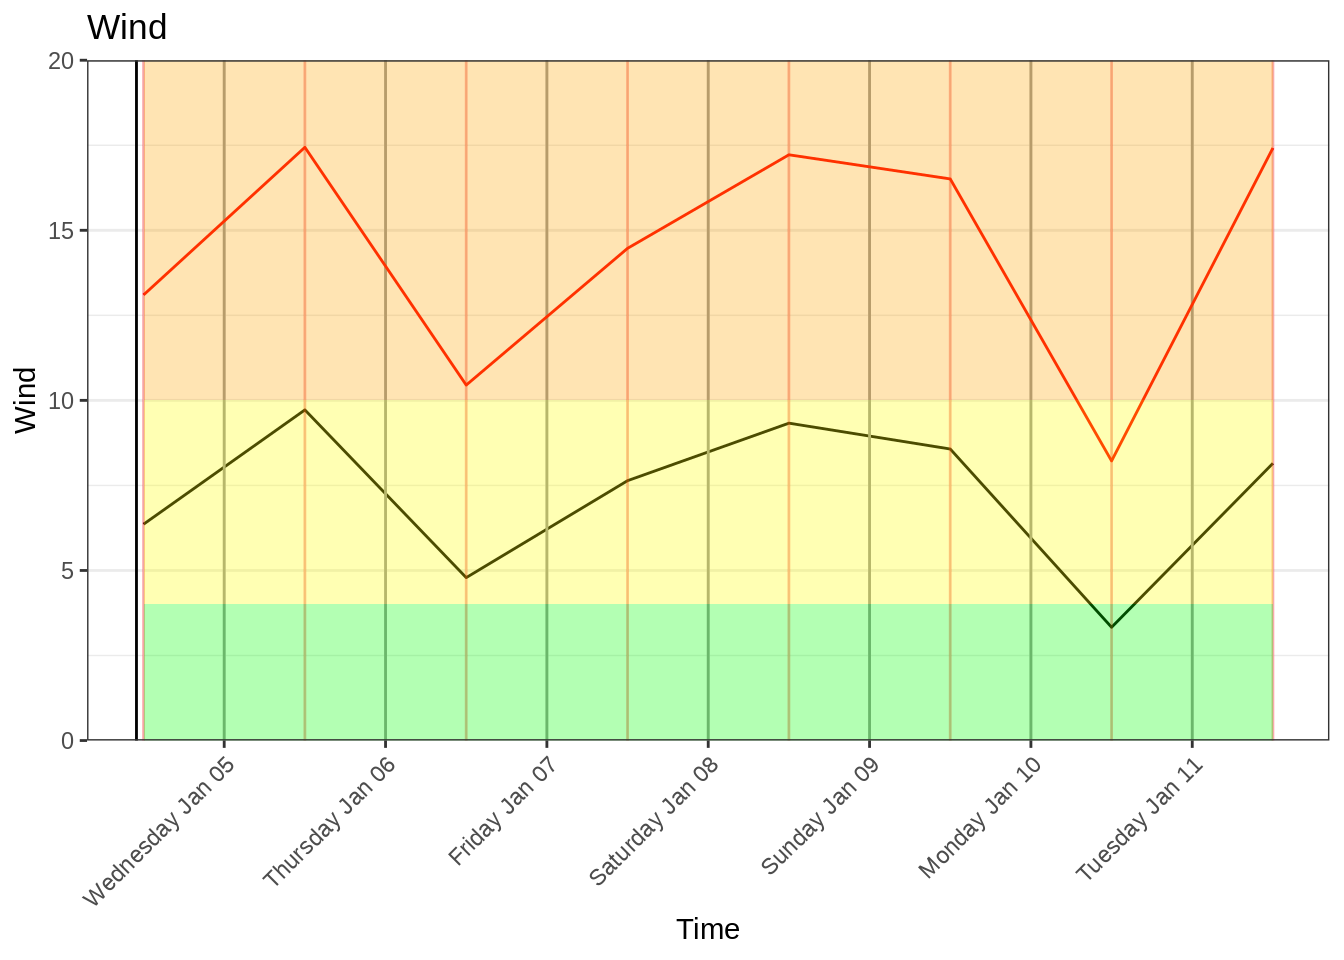 Wind
20
15
10
5
0
Wind
Wednesday Jan 05
Thursday Jan 06
Friday Jan 07
Saturday Jan 08
Sunday Jan 09
Monday Jan 10
Tuesday Jan 11
Time